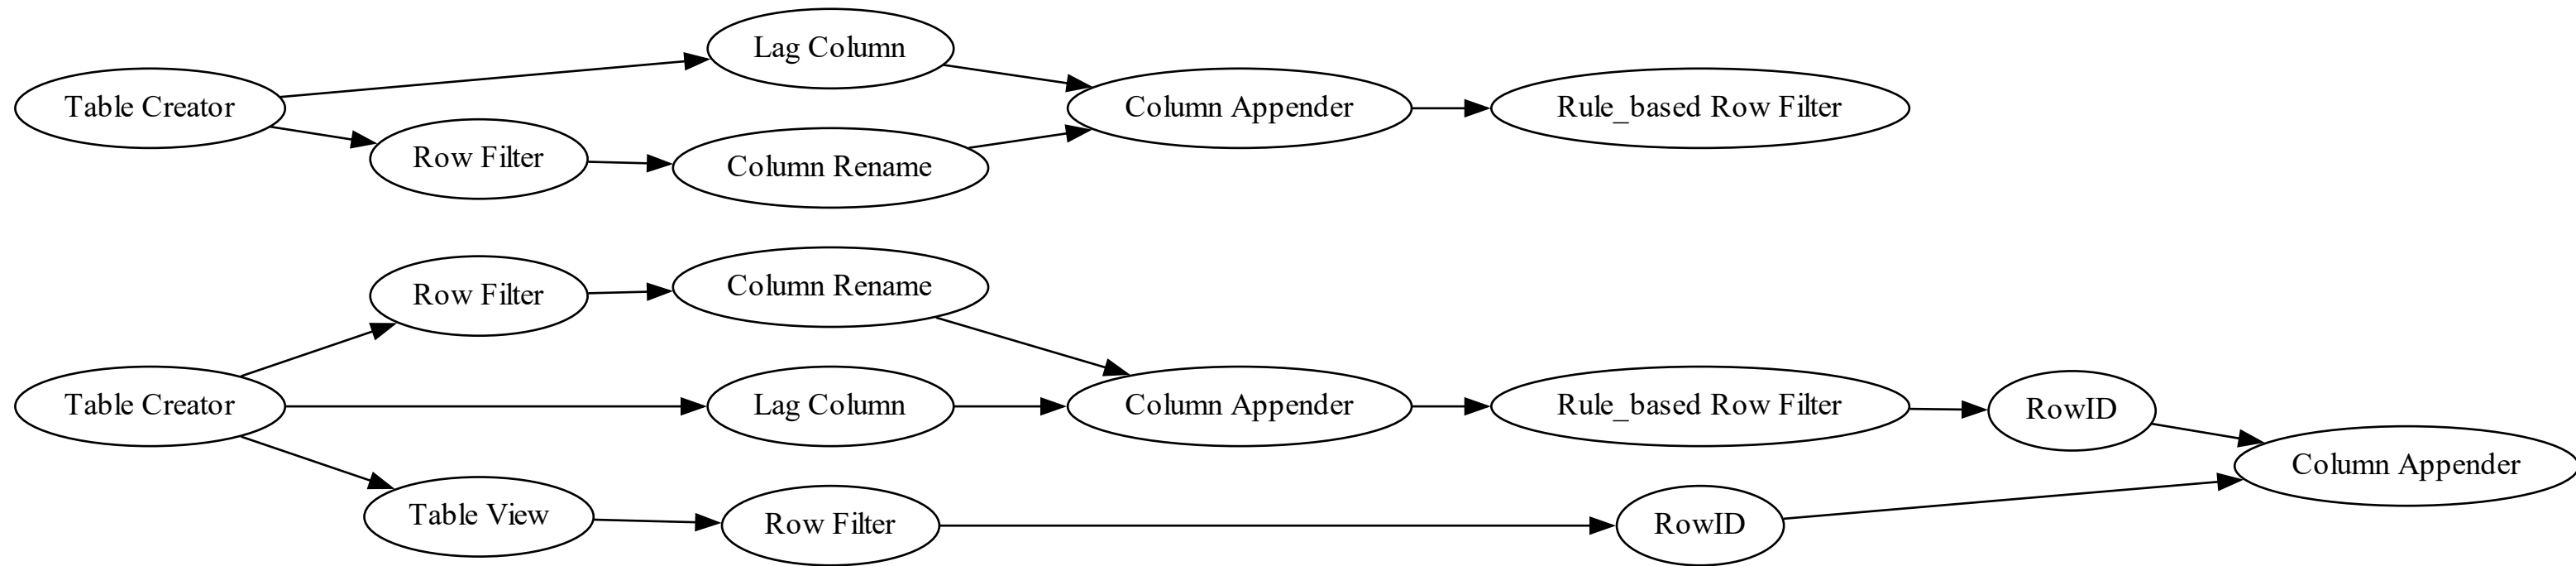 Lag Column
Table Creator
Column Appender
Rule_based Row Filter
Row Filter
Column Rename
Row Filter
Column Rename
Table Creator
Lag Column
Column Appender
Rule_based Row Filter
RowID
Column Appender
Table View
Row Filter
RowID